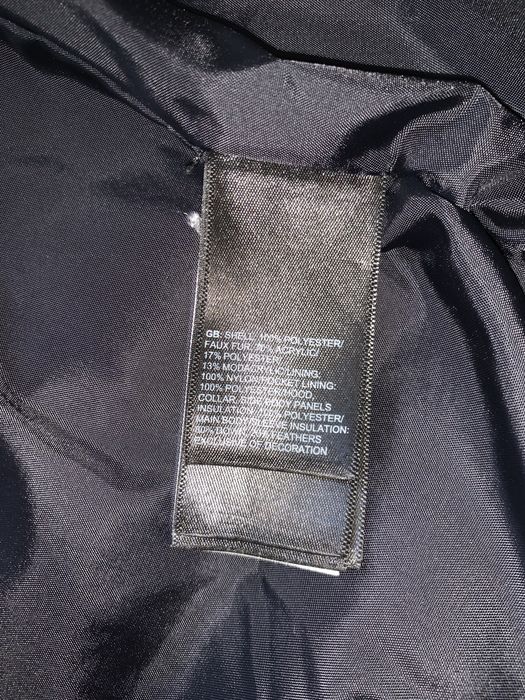 GB: SHELL: 100% POLYESTER/
FAUX FUR: 70% ACRYLIC/
17% POLYESTER/
13% MODACRYLIC/LINING:
100% NYLON/POCKET LINING:
100% POLYESTER/HOOD,
COLLAR, SIDE BODY PANELS
INSULATION: 100% POLYESTER/
MAIN BODY/SLEEVE INSULATION:
80% DOWN, FEATHERS
EXCLUSIVE OF DECORATION